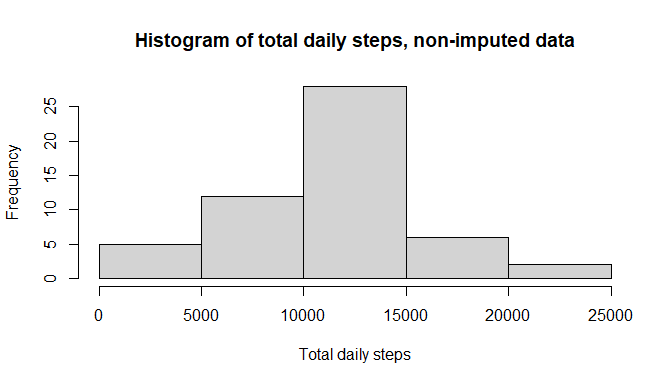 Histogram of total daily steps, non-imputed data
Frequency
25
20
15
10
5
0
0 5000 10000 15000 20000 25000
Total daily steps